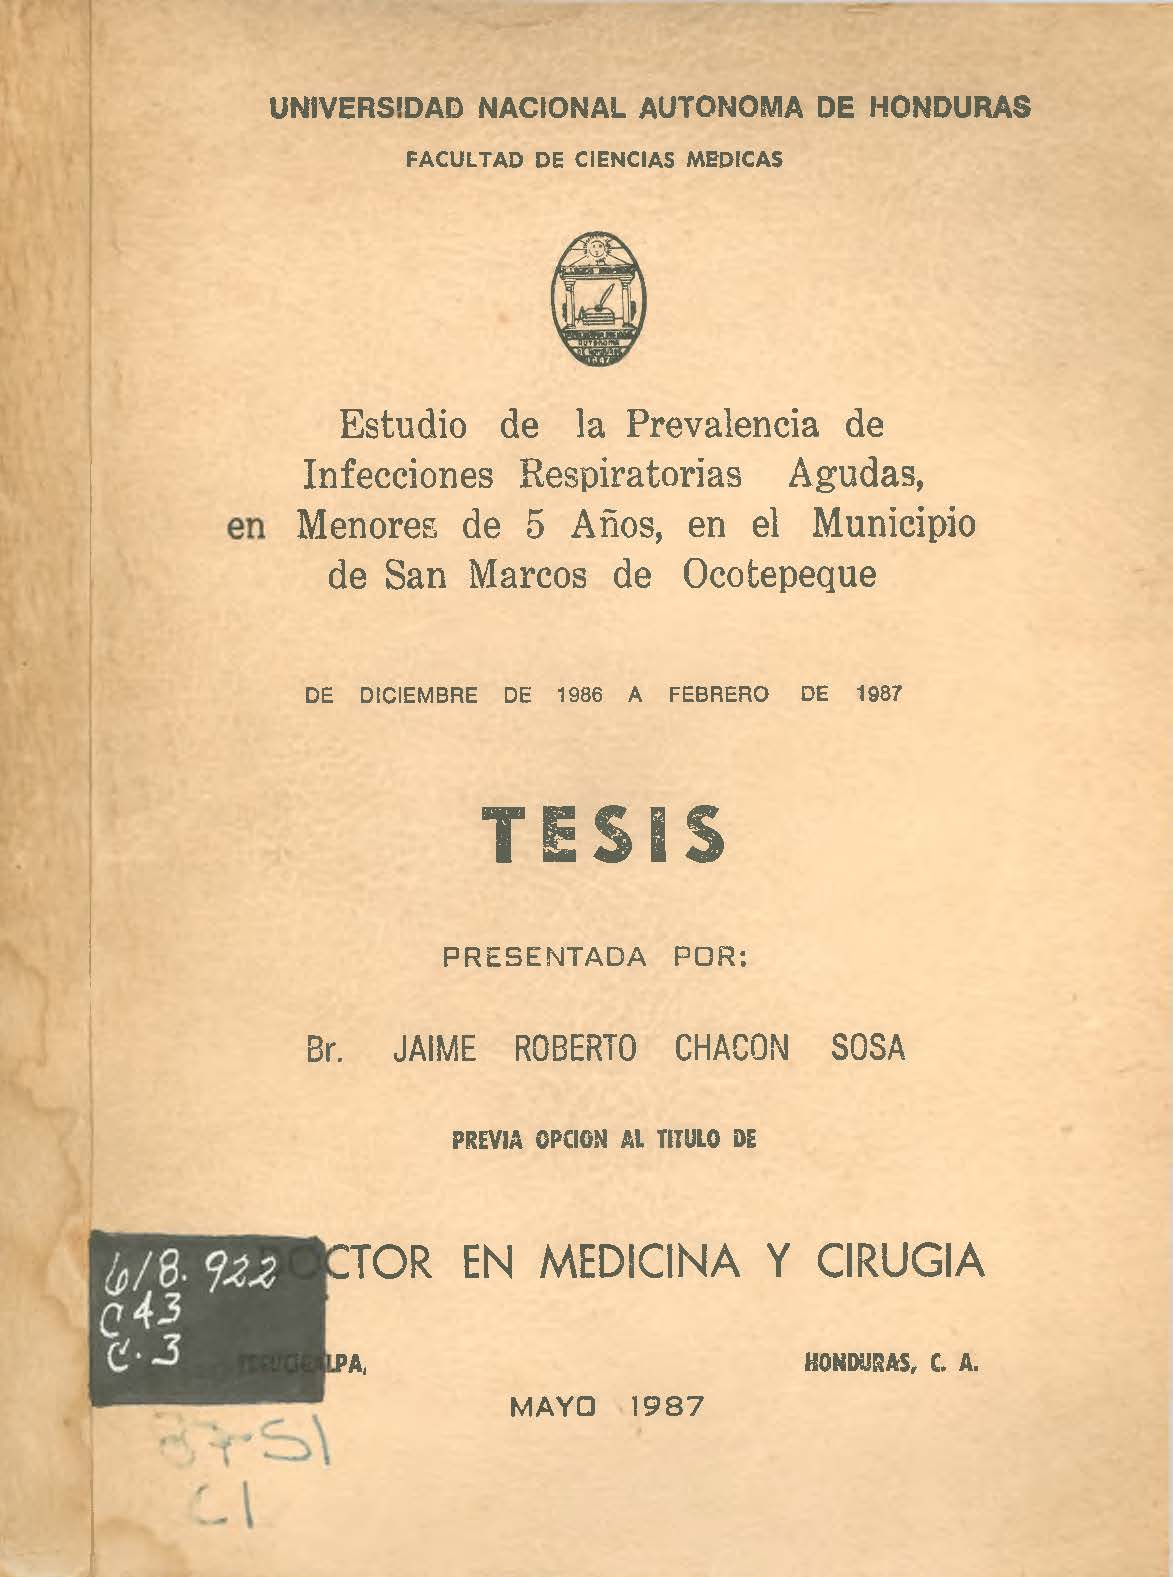 UNIVERSIDAD NACIONAL AUTONOMA DE HONDURAS
FACULTAD DE CIENCIAS MEDICAS
Estudio de la Prevalencia de
Infecciones Respiratorias Agudas,
en Menores de 5 Años, en el Municipio
de San Marcos de Ocotepeque
DE DICIEMBRE DE 1986 A FEBRERO DE 1987
TESIS
PRESENTADA POR:
Br. JAIME ROBERTO CHACON SOSA
PREVIA OPCION AL TITULO DE
DOCTOR EN MEDICINA Y CIRUGIA
618.922
C43
C.3
HONDURAS, C. A.
MAYO 1987
C1